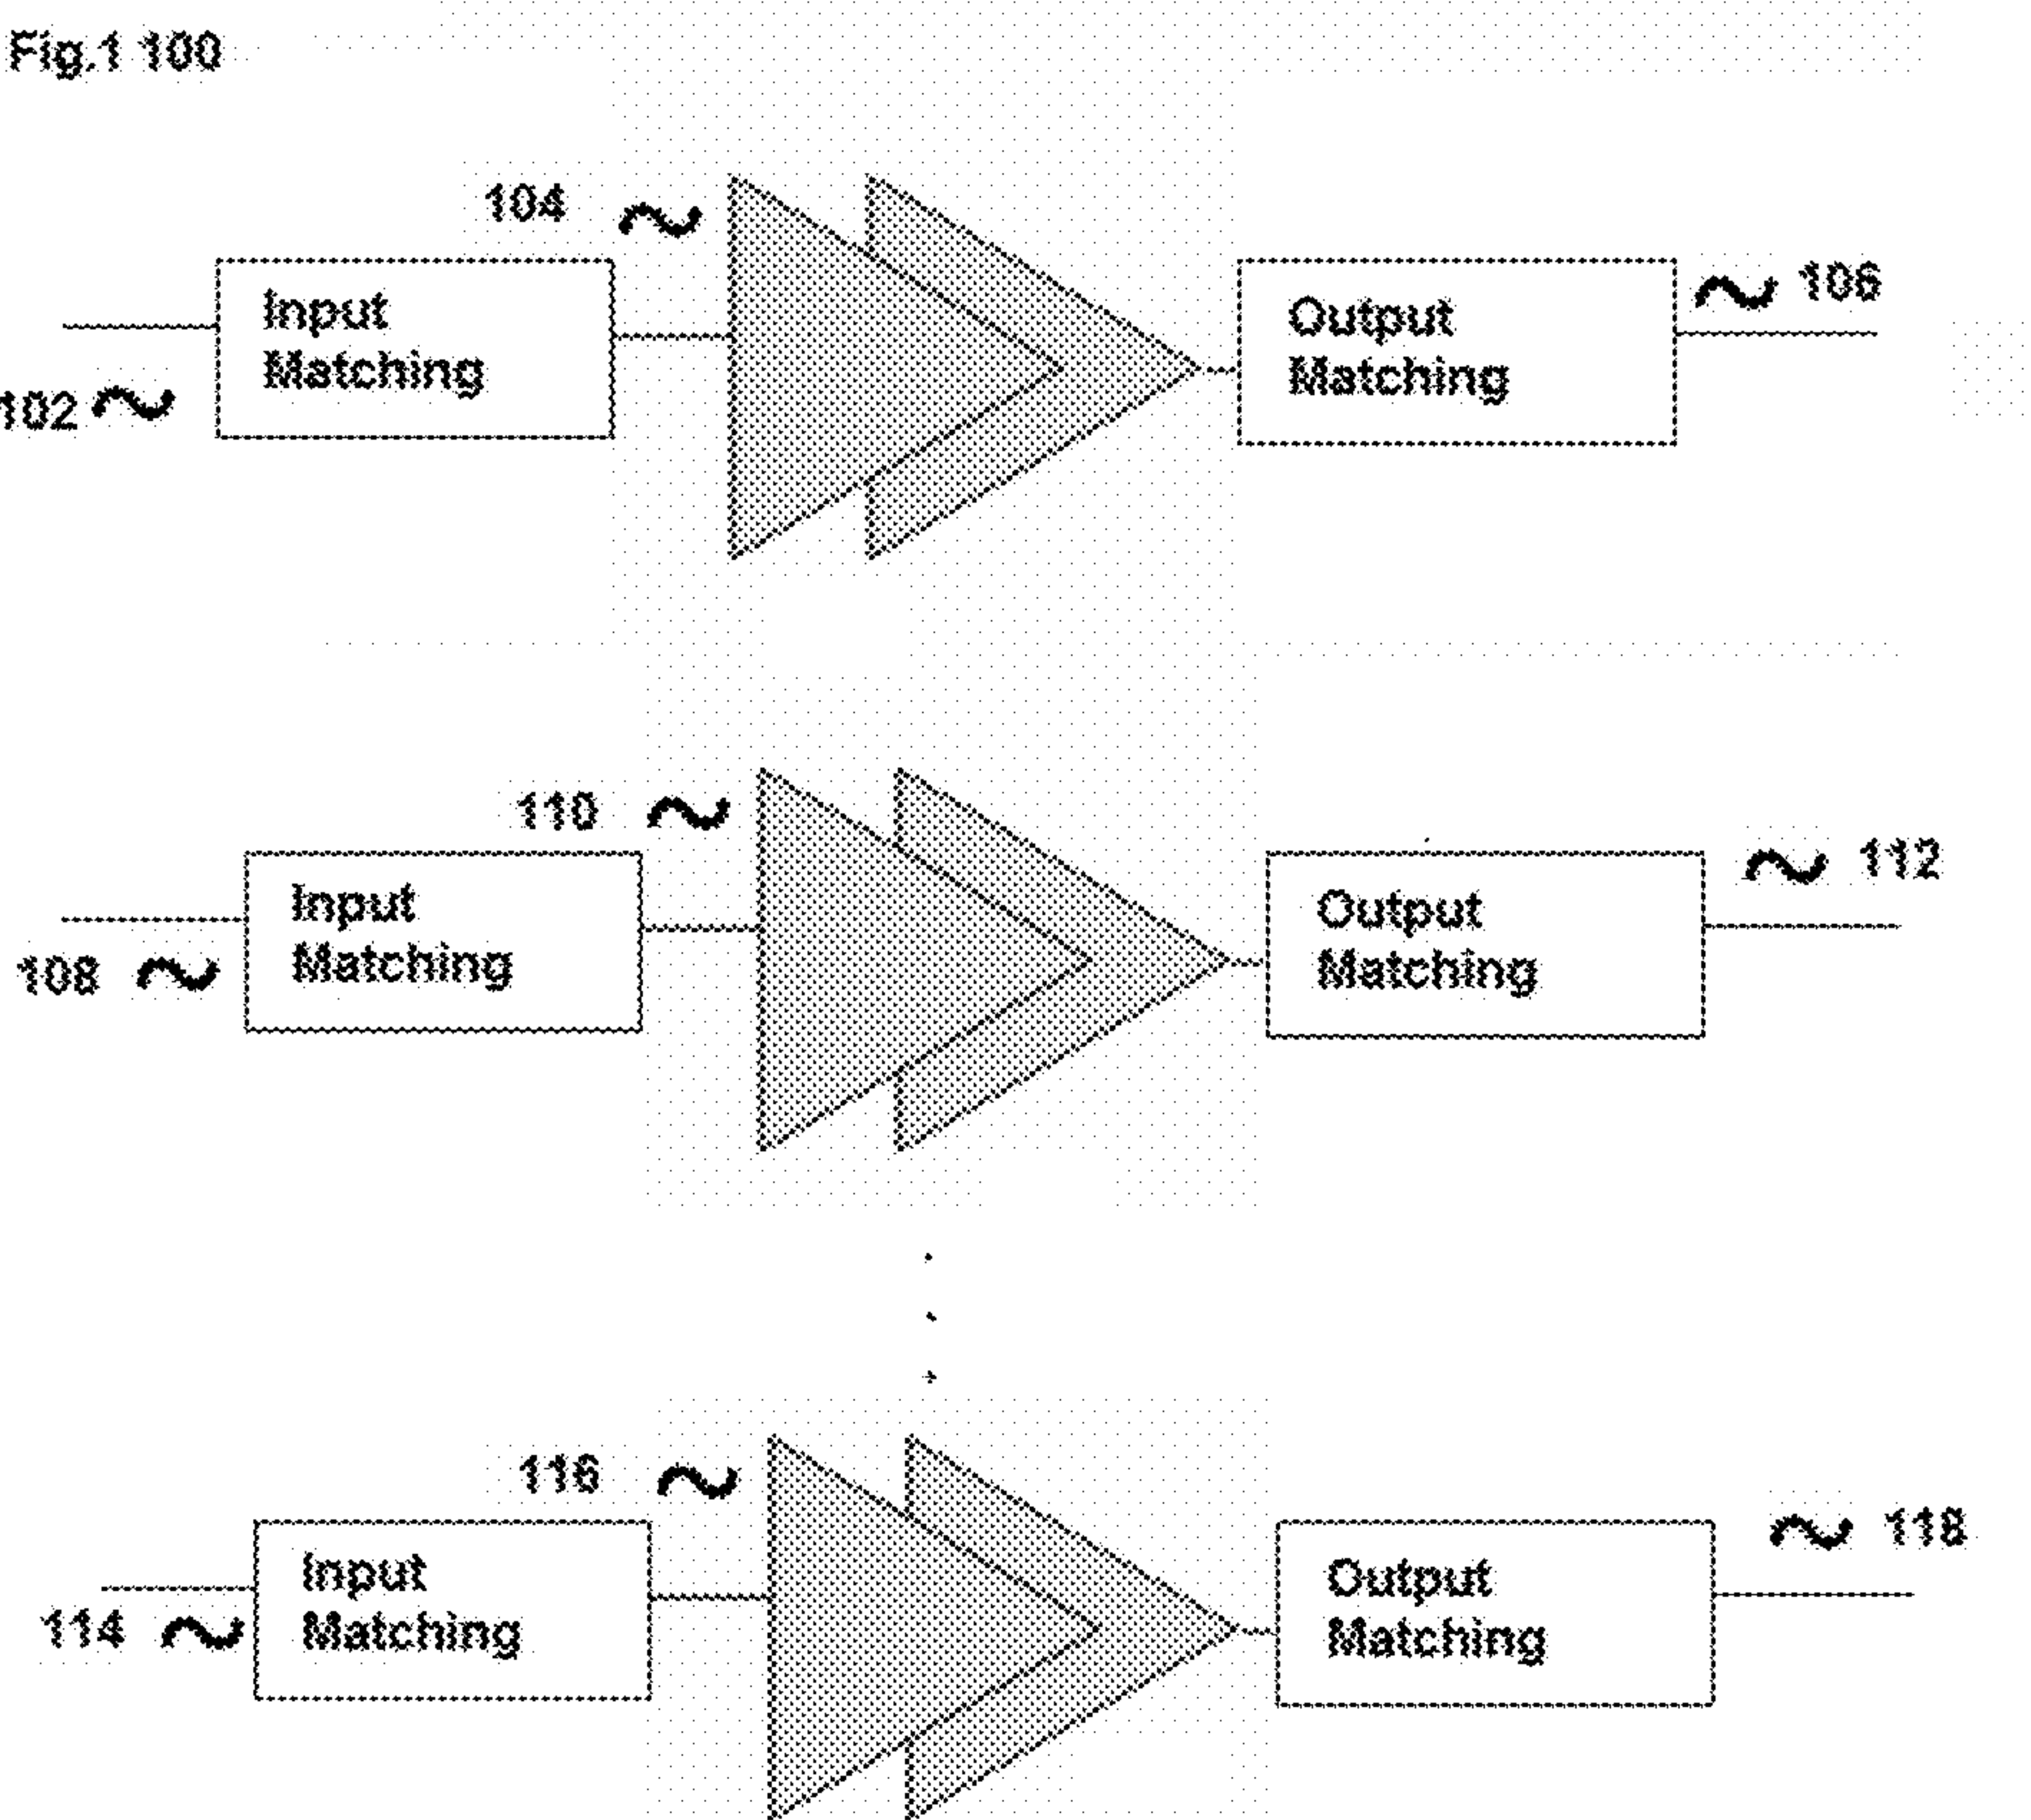 Fig.1 100
104
Input
Matching
Output
Matching
106
102
110
Input
Matching
Output
Matching
112
108
116
Input
Matching
Output
Matching
118
114